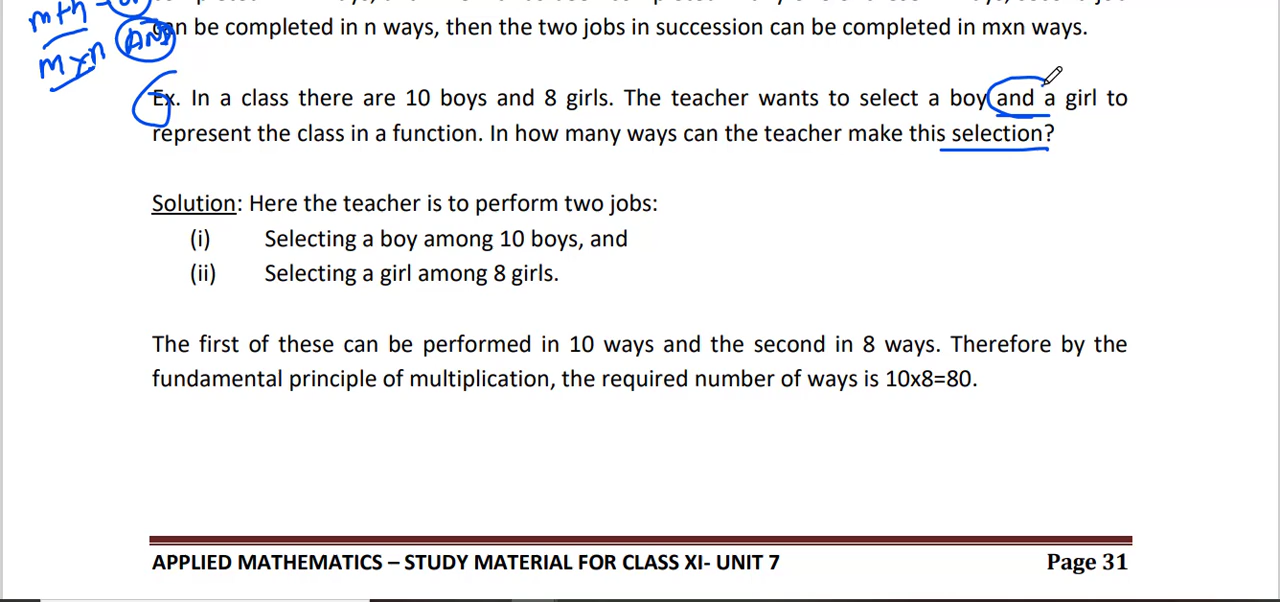 m+n - or
m×n AND
can be completed in n ways, then the two jobs in succession can be completed in mxn ways.
Ex. In a class there are 10 boys and 8 girls. The teacher wants to select a boy and a girl to
represent the class in a function. In how many ways can the teacher make this selection?
Solution: Here the teacher is to perform two jobs:
(i) Selecting a boy among 10 boys, and
(ii) Selecting a girl among 8 girls.
The first of these can be performed in 10 ways and the second in 8 ways. Therefore by the
fundamental principle of multiplication, the required number of ways is 10x8=80.
APPLIED MATHEMATICS – STUDY MATERIAL FOR CLASS XI- UNIT 7 Page 31